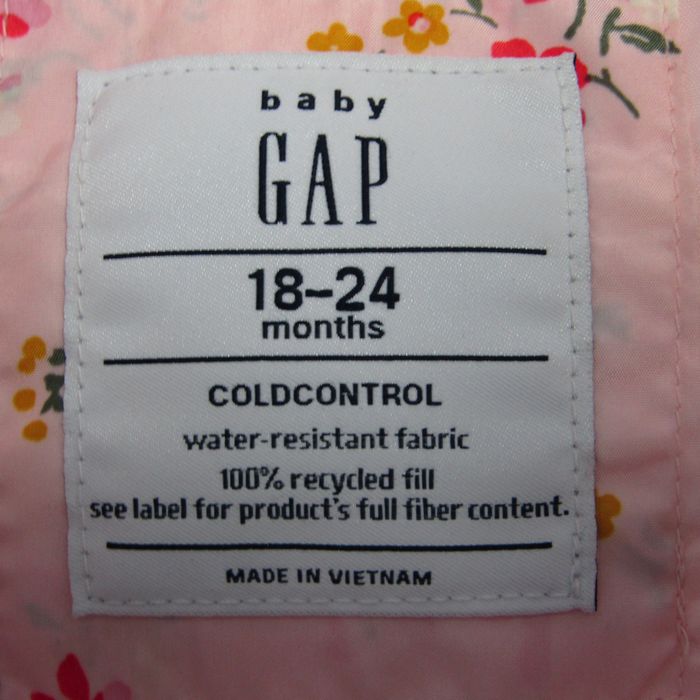 baby
GAP
18-24
months
COLDCONTROL
water-resistant fabric
100% recycled fill
see label for product's full fiber content.
MADE IN VIETNAM